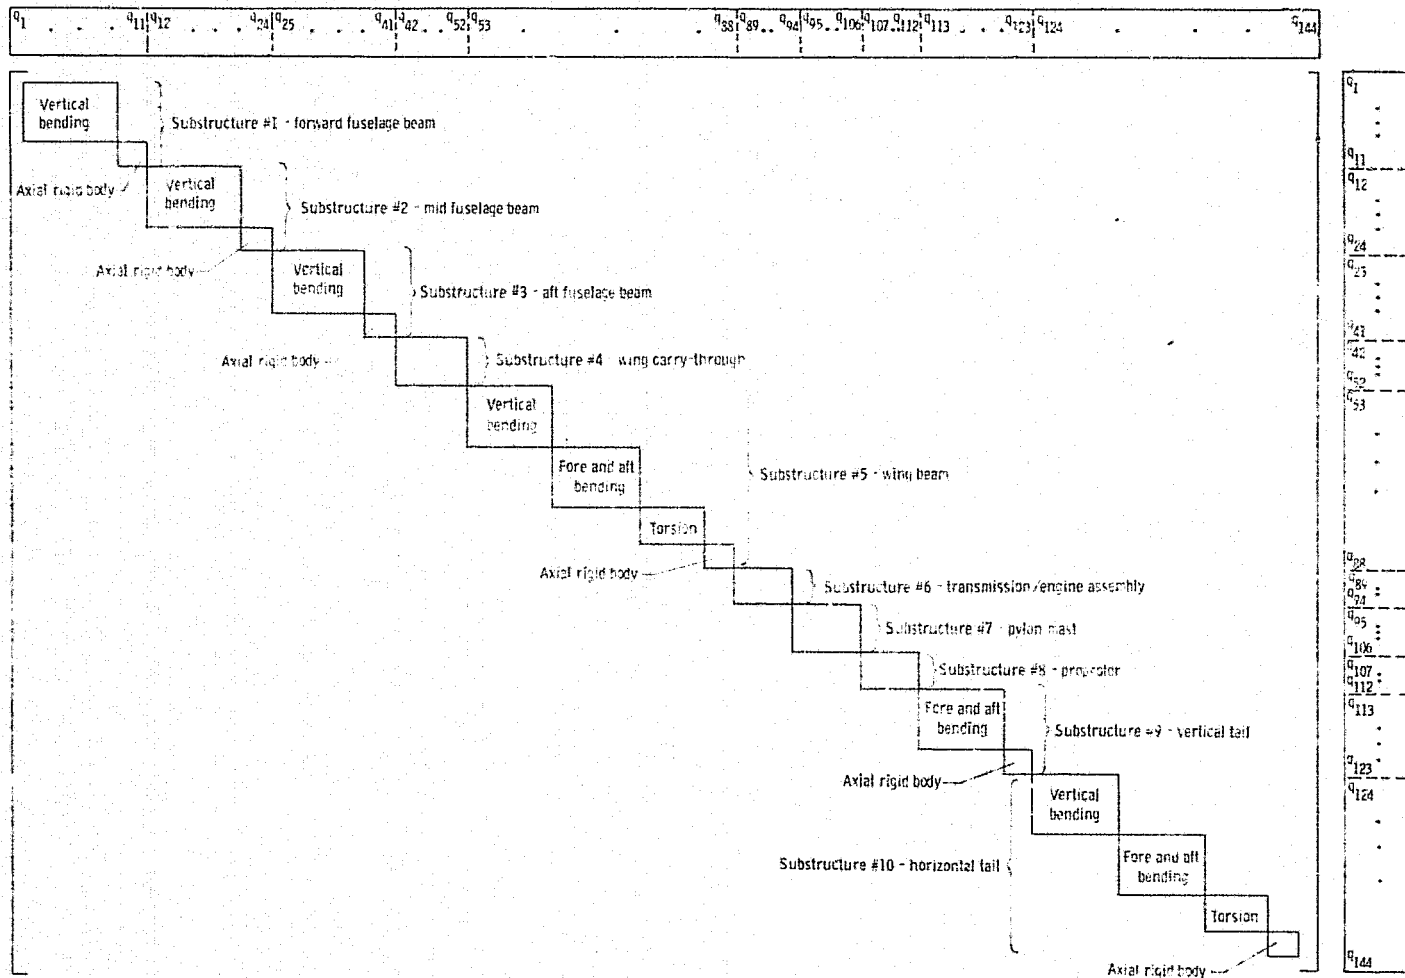 q1 . . . . q11 q12 . . . . q24 q25 . . . . q41 q42 . . . q52 q53 . . . . q88 q89 .. q94 q95 .. q106 q107 .. q112 q113 . . . . q123 q124 . . . . q144
Vertical
bending
Substructure #1 - forward fuselage beam
Axial rigid body
Vertical
bending
Substructure #2 - mid fuselage beam
Axial rigid body
Vertical
bending
Substructure #3 - aft fuselage beam
Axial rigid body
Substructure #4 - wing carry-through
Vertical
bending
Fore and aft
bending
Substructure #5 - wing beam
Torsion
Axial rigid body
Substructure #6 - transmission/engine assembly
Substructure #7 - pylon mast
Substructure #8 - proprotor
Fore and aft
bending
Substructure #9 - vertical tail
Axial rigid body
Vertical
bending
Substructure #10 - horizontal tail
Fore and aft
bending
Torsion
Axial rigid body
q1
q11
q12
q24
q25
q41
q42
q52
q53
q88
q89
q94
q95
q106
q107
q112
q113
q123
q124
q144